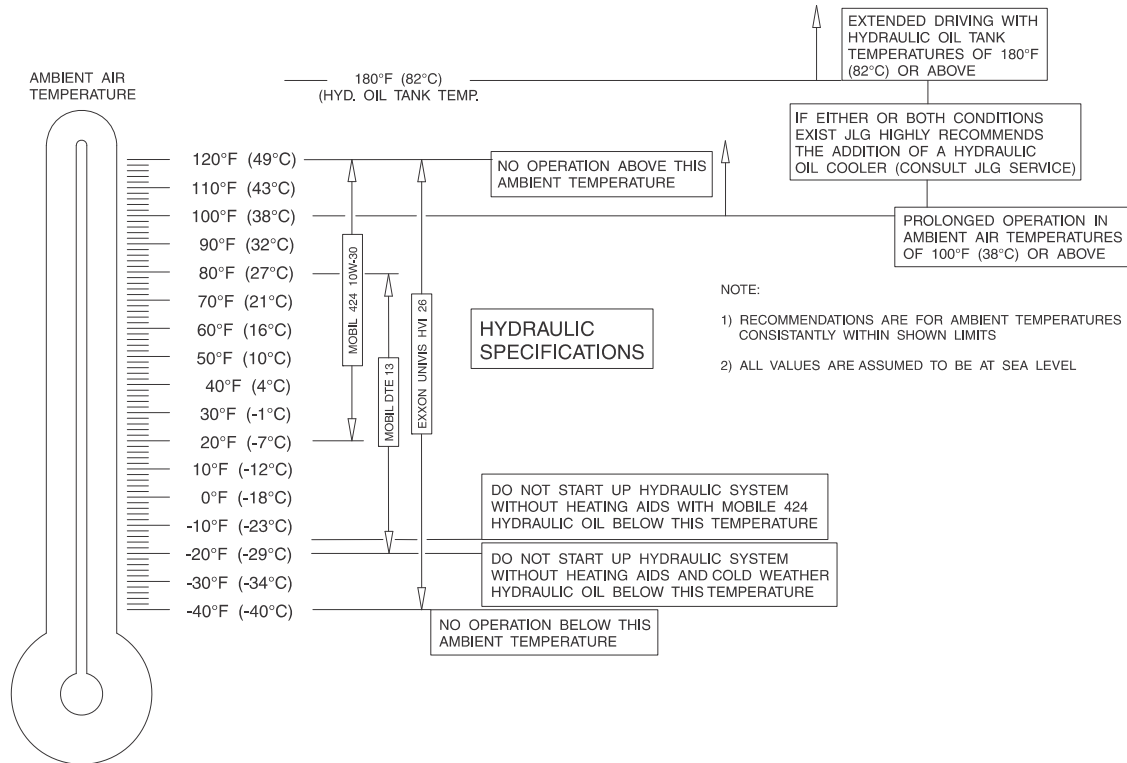 AMBIENT AIR
TEMPERATURE
180°F (82°C)
(HYD. OIL TANK TEMP.
EXTENDED DRIVING WITH
HYDRAULIC OIL TANK
TEMPERATURES OF 180°F
(82°C) OR ABOVE
IF EITHER OR BOTH CONDITIONS
EXIST JLG HIGHLY RECOMMENDS
THE ADDITION OF A HYDRAULIC
OIL COOLER (CONSULT JLG SERVICE)
PROLONGED OPERATION IN
AMBIENT AIR TEMPERATURES
OF 100°F (38°C) OR ABOVE
120°F (49°C)
110°F (43°C)
100°F (38°C)
90°F (32°C)
80°F (27°C)
70°F (21°C)
60°F (16°C)
50°F (10°C)
40°F (4°C)
30°F (-1°C)
20°F (-7°C)
10°F (-12°C)
0°F (-18°C)
-10°F (-23°C)
-20°F (-29°C)
-30°F (-34°C)
-40°F (-40°C)
MOBIL 424 10W-30
MOBIL DTE 13
EXXON UNIVIS HVI 26
NO OPERATION ABOVE THIS
AMBIENT TEMPERATURE
HYDRAULIC
SPECIFICATIONS
NOTE:
1) RECOMMENDATIONS ARE FOR AMBIENT TEMPERATURES
CONSISTANTLY WITHIN SHOWN LIMITS
2) ALL VALUES ARE ASSUMED TO BE AT SEA LEVEL
DO NOT START UP HYDRAULIC SYSTEM
WITHOUT HEATING AIDS WITH MOBILE 424
HYDRAULIC OIL BELOW THIS TEMPERATURE
DO NOT START UP HYDRAULIC SYSTEM
WITHOUT HEATING AIDS AND COLD WEATHER
HYDRAULIC OIL BELOW THIS TEMPERATURE
NO OPERATION BELOW THIS
AMBIENT TEMPERATURE